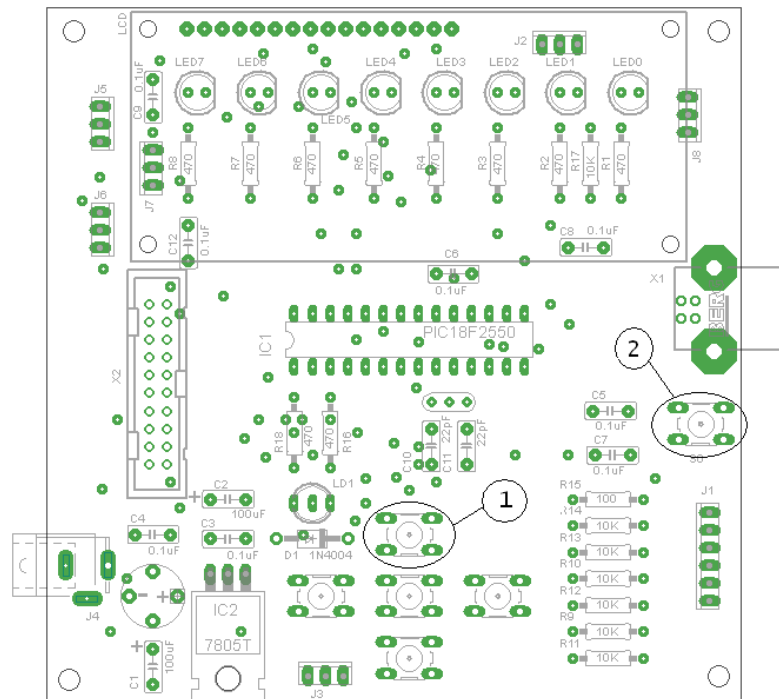 LCD
J2
LED7 LED6 LED5 LED4 LED3 LED2 LED1 LED0
J5
0.1uF
C9
J7
R8 470
R7 470
R6 470
R5 470
R4 470
R3 470
R2 470
R17 10K
R1 470
J8
J6
C12 0.1uF
C8 0.1uF
C6
0.1uF
X1
BER
IC1
PIC18F2550
2
X2
C5
0.1uF
R18 470
R16
22pF
22pF
C10
C11
C7
0.1uF
LD1
C2
100uF
1
R15 100
R14 10K
R13 10K
R10 10K
R12 10K
R9 10K
R11 10K
J1
C4
0.1uF
C3
0.1uF
D1 1N4004
+
-
+
J4
IC2
7805T
+
C1
100uF
J3